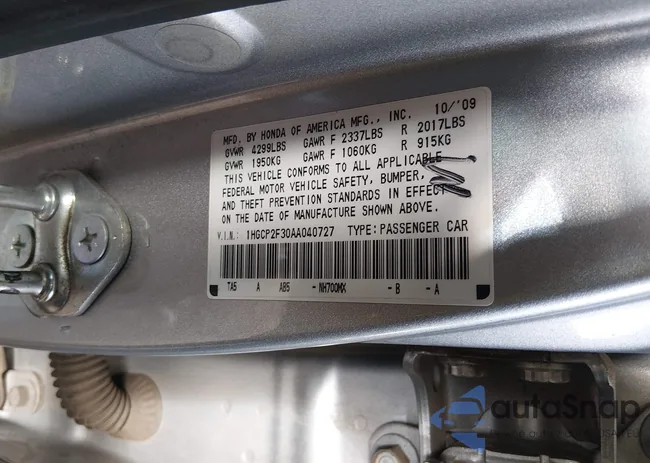 MFD. BY HONDA OF AMERICA MFG., INC. 10/'09
GVWR 4299LBS GAWR F 2337LBS R 2017LBS
GVWR 1950KG GAWR F 1060KG R 915KG
THIS VEHICLE CONFORMS TO ALL APPLICABLE
FEDERAL MOTOR VEHICLE SAFETY, BUMPER,
AND THEFT PREVENTION STANDARDS IN EFFECT
ON THE DATE OF MANUFACTURE SHOWN ABOVE.
V.I.N.: 1HGCP2F30AA040727 TYPE: PASSENGER CAR
TA5 A AB5 -NH700MX -B -A
autoSnap